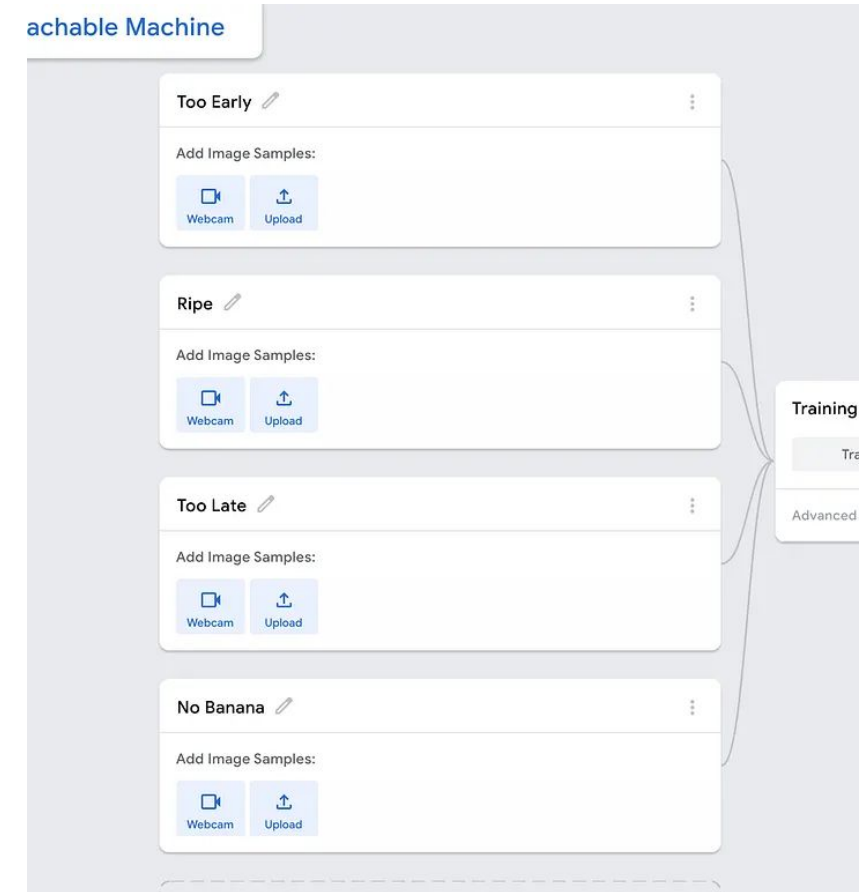 achable Machine
Too Early
Add Image Samples:
Webcam Upload
Ripe
Add Image Samples:
Webcam Upload
Training
Tra
Advanced
Too Late
Add Image Samples:
Webcam Upload
No Banana
Add Image Samples:
Webcam Upload